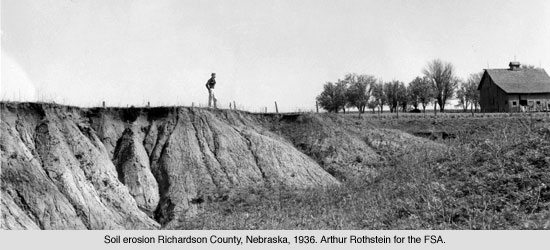 Soil erosion Richardson County, Nebraska, 1936. Arthur Rothstein for the FSA.